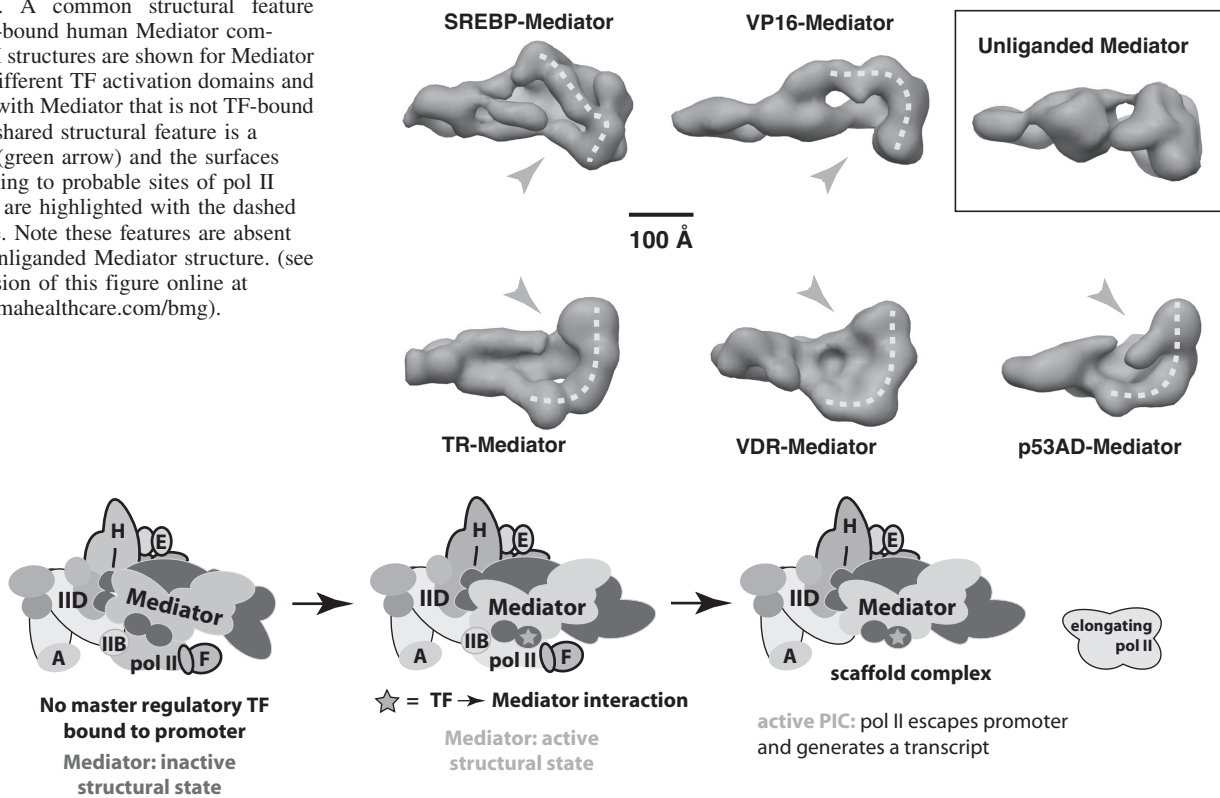 . A common structural feature
-bound human Mediator com-
structures are shown for Mediator
ifferent TF activation domains and
with Mediator that is not TF-bound
shared structural feature is a
(green arrow) and the surfaces
ing to probable sites of pol II
are highlighted with the dashed
. Note these features are absent
nliganded Mediator structure. (see
sion of this figure online at
mahealthcare.com/bmg).
SREBP-Mediator
VP16-Mediator
Unliganded Mediator
100 Å
TR-Mediator
VDR-Mediator
p53AD-Mediator
H
E
IID
Mediator
IIB
A
pol II
F
No master regulatory TF
bound to promoter
Mediator: inactive
structural state
H
E
IID
Mediator
IIB
A
pol II
F
= TF → Mediator interaction
Mediator: active
structural state
H
E
IID
Mediator
A
scaffold complex
active PIC: pol II escapes promoter
and generates a transcript
elongating
pol II